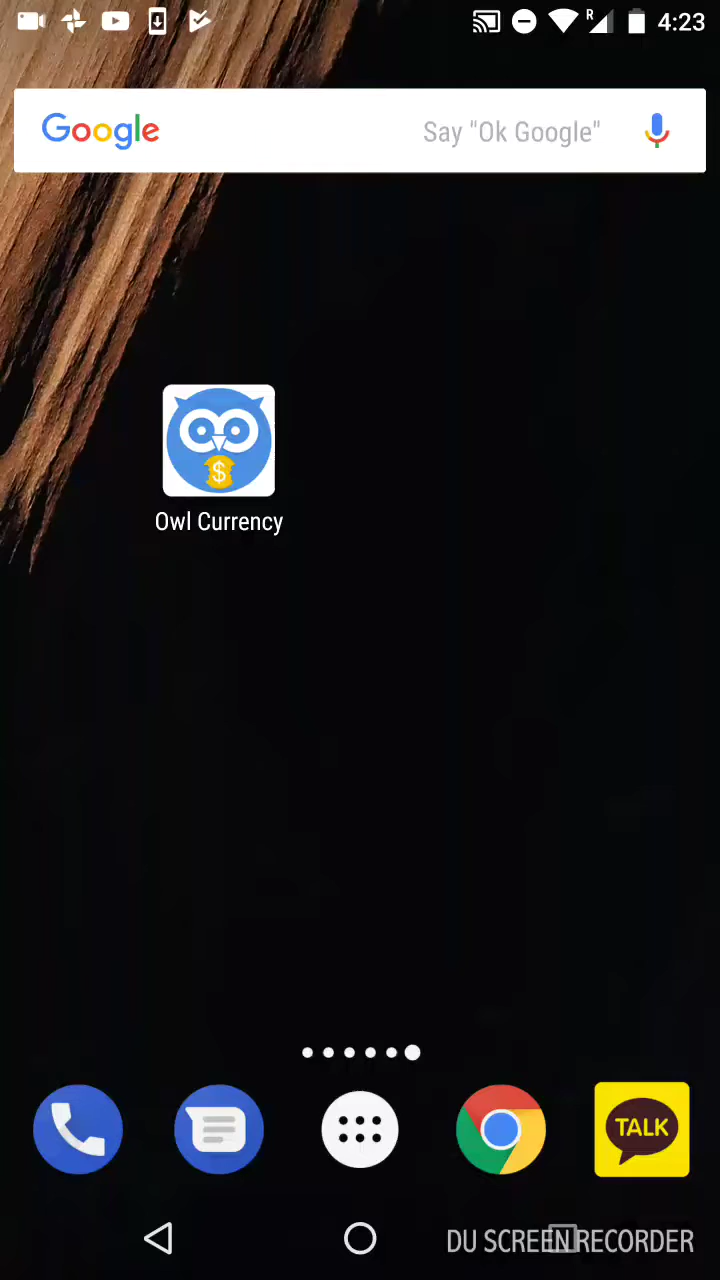 R 4:23
Google Say "Ok Google"
$
Owl Currency
TALK
DU SCREEN RECORDER